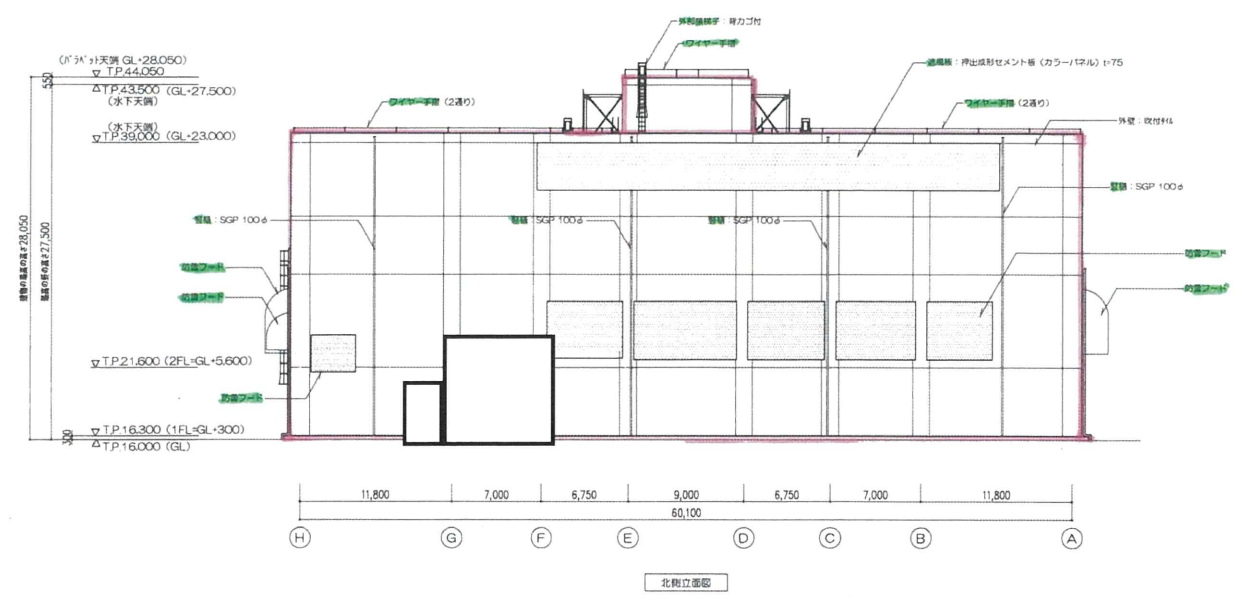 外部鋼梯子：背カゴ付
ワイヤー手摺
(パラペット天端 GL+28,050)
▽ T.P.44,050
550
△ T.P.43,500 (GL+27,500)
(水下天端)
遮風板：押出成形セメント板（カラーパネル）t=75
ワイヤー手摺（2通り）
ワイヤー手摺（2通り）
(水下天端)
▽ T.P.39,000 (GL+23,000)
外壁：吹付タイル
竪樋：SGP 100φ
竪樋：SGP 100φ
竪樋：SGP 100φ
竪樋：SGP 100φ
建物の最高の高さ28,050
最高の軒の高さ27,500
防雪フード
防雪フード
防雪フード
防雪フード
▽ T.P.21,600 (2FL=GL+5,600)
防雪フード
▽ T.P.16,300 (1FL=GL+300)
300
△ T.P.16,000 (GL)
11,800 7,000 6,750 9,000 6,750 7,000 11,800
60,100
H G F E D C B A
北側立面図